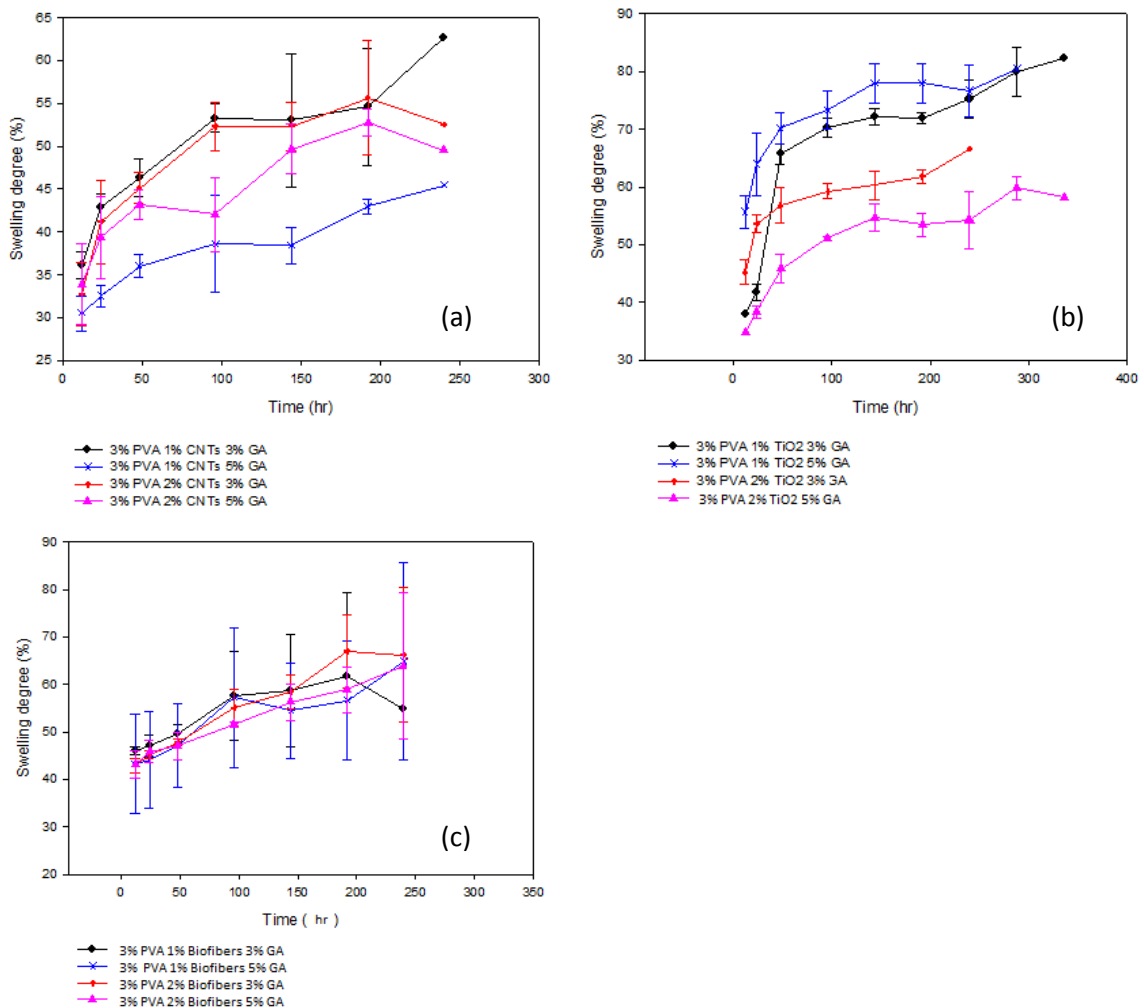 65
60
55
50
45
40
35
30
25
Swelling degree (%)
(a)
0 50 100 150 200 250 300
Time (hr)
3% PVA 1% CNTs 3% GA
3% PVA 1% CNTs 5% GA
3% PVA 2% CNTs 3% GA
3% PVA 2% CNTs 5% GA
90
80
70
60
50
40
30
Swelling degree (%)
(b)
0 100 200 300 400
Time (hr)
3% PVA 1% TiO2 3% GA
3% PVA 1% TiO2 5% GA
3% PVA 2% TiO2 3% GA
3% PVA 2% TiO2 5% GA
90
80
70
60
50
40
30
20
Swelling degree (%)
(c)
0 50 100 150 200 250 300 350
Time ( hr )
3% PVA 1% Biofibers 3% GA
3% PVA 1% Biofibers 5% GA
3% PVA 2% Biofibers 3% GA
3% PVA 2% Biofibers 5% GA